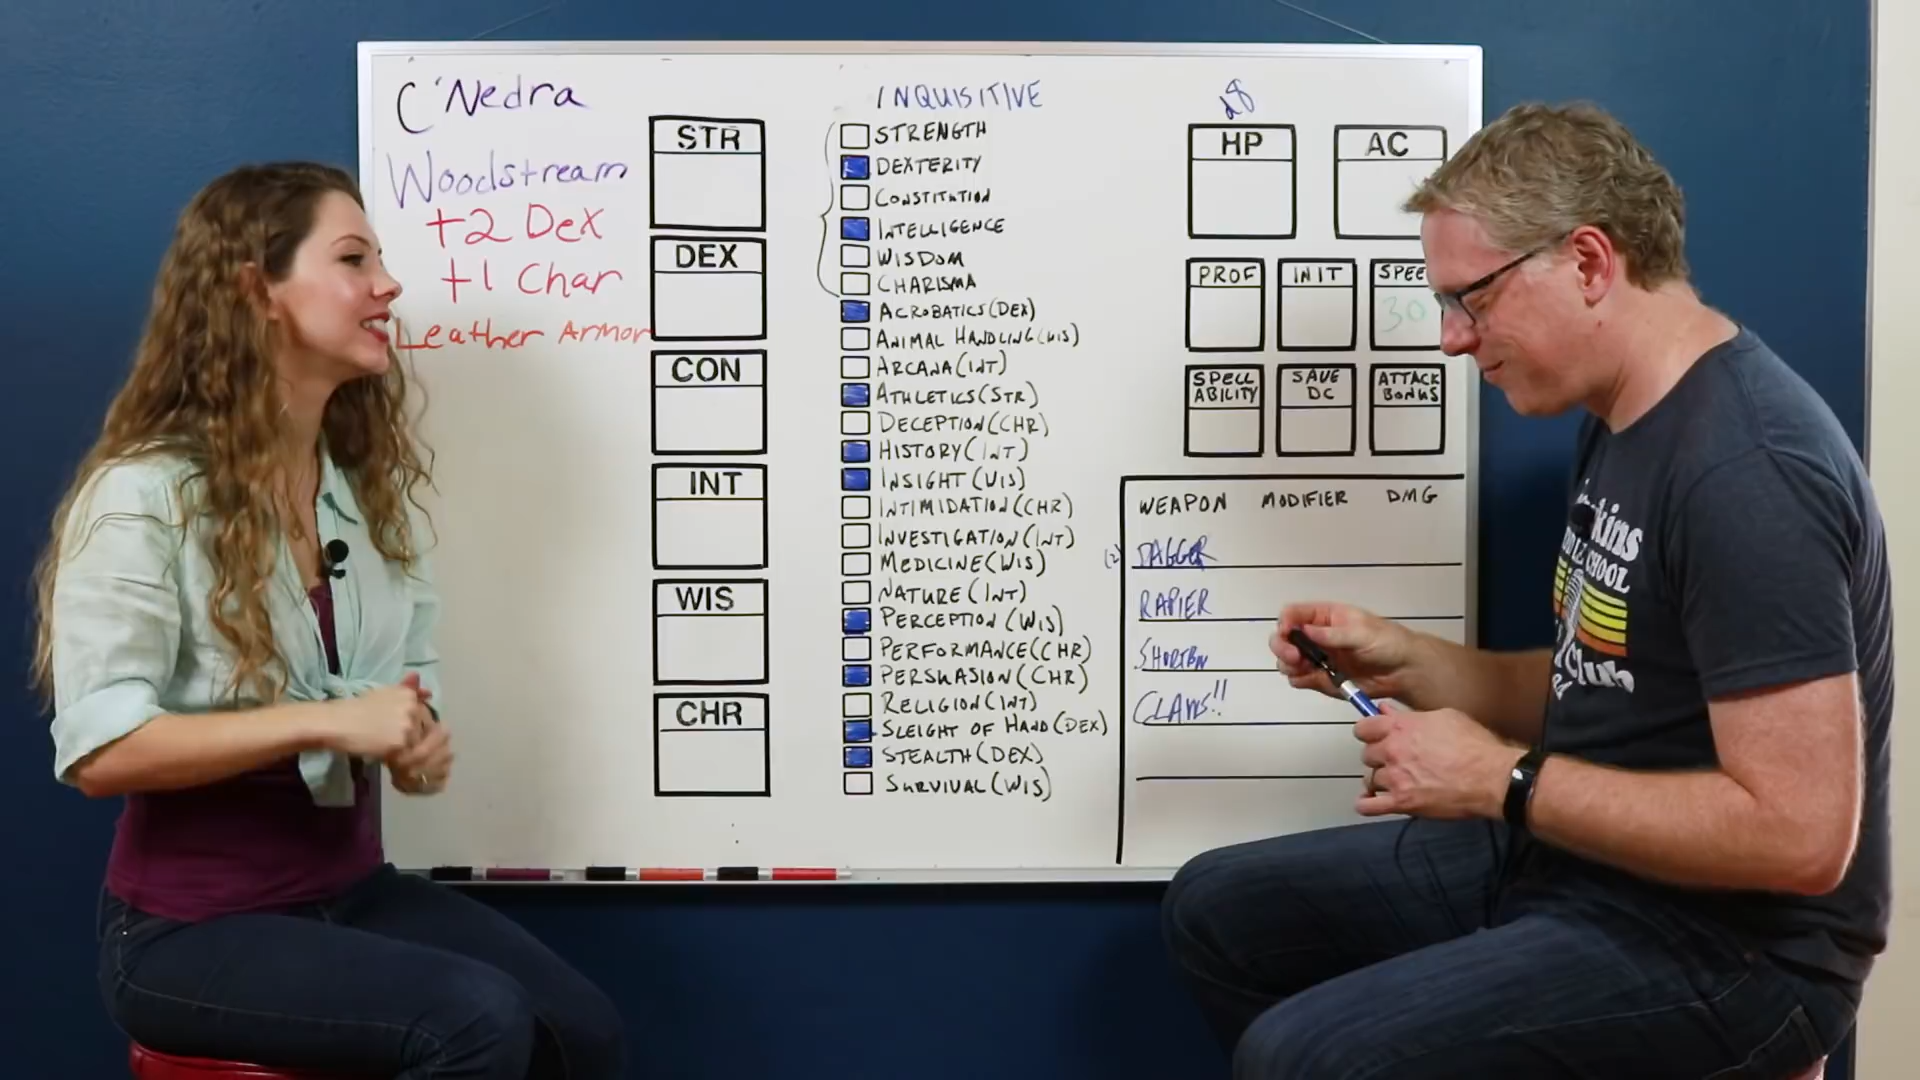 C'Nedra
Woodstream
+2 Dex
+1 Char
Leather Armor
STR
DEX
CON
INT
WIS
CHR
INQUISITIVE
STRENGTH
DEXTERITY
CONSTITUTION
INTELLIGENCE
WISDOM
CHARISMA
ACROBATICS (DEX)
ANIMAL HANDLING (WIS)
ARCANA (INT)
ATHLETICS (STR)
DECEPTION (CHR)
HISTORY (INT)
INSIGHT (WIS)
INTIMIDATION (CHR)
INVESTIGATION (INT)
MEDICINE (WIS)
NATURE (INT)
PERCEPTION (WIS)
PERFORMANCE (CHR)
PERSUASION (CHR)
RELIGION (INT)
SLEIGHT OF HAND (DEX)
STEALTH (DEX)
SURVIVAL (WIS)
d8
HP
AC
PROF
INIT
SPEE
30
SPELL ABILITY
SAVE DC
ATTACK BONUS
WEAPON MODIFIER DMG
(2) DAGGER
RAPIER
SHORTBW
CLAWS!!
Club